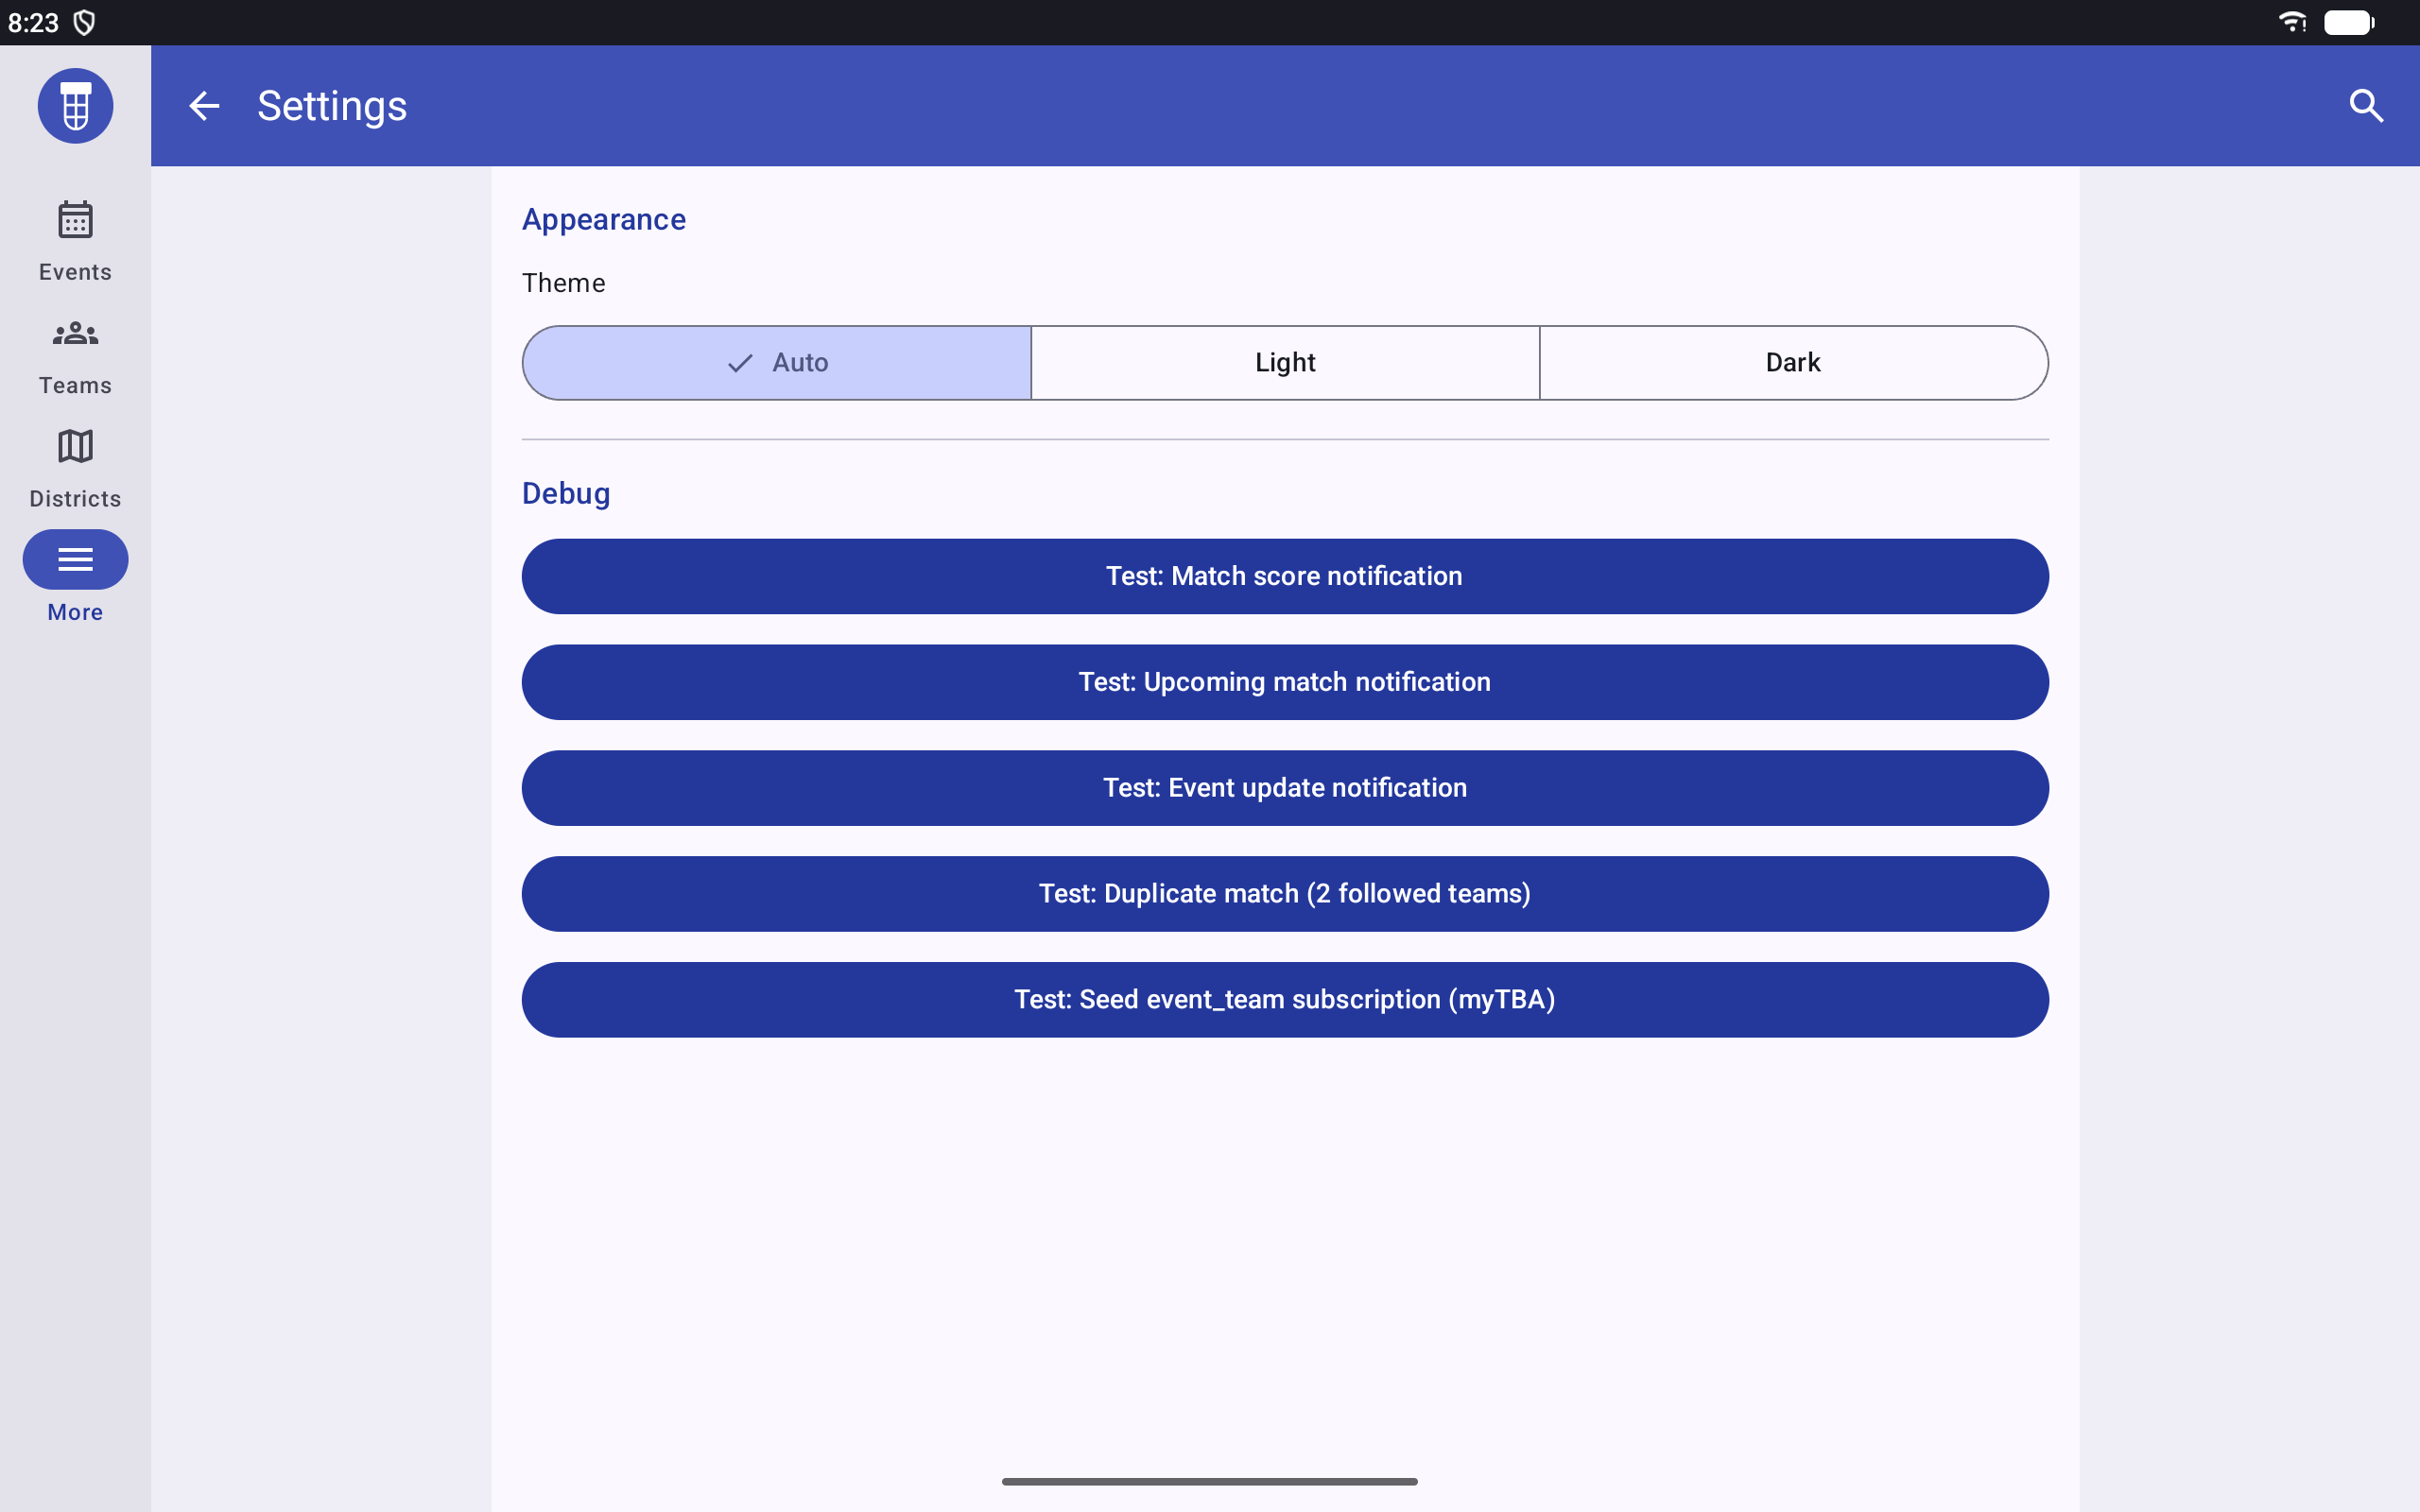 8:23
Settings
Events
Teams
Districts
More
Appearance
Theme
Auto
Light
Dark
Debug
Test: Match score notification
Test: Upcoming match notification
Test: Event update notification
Test: Duplicate match (2 followed teams)
Test: Seed event_team subscription (myTBA)